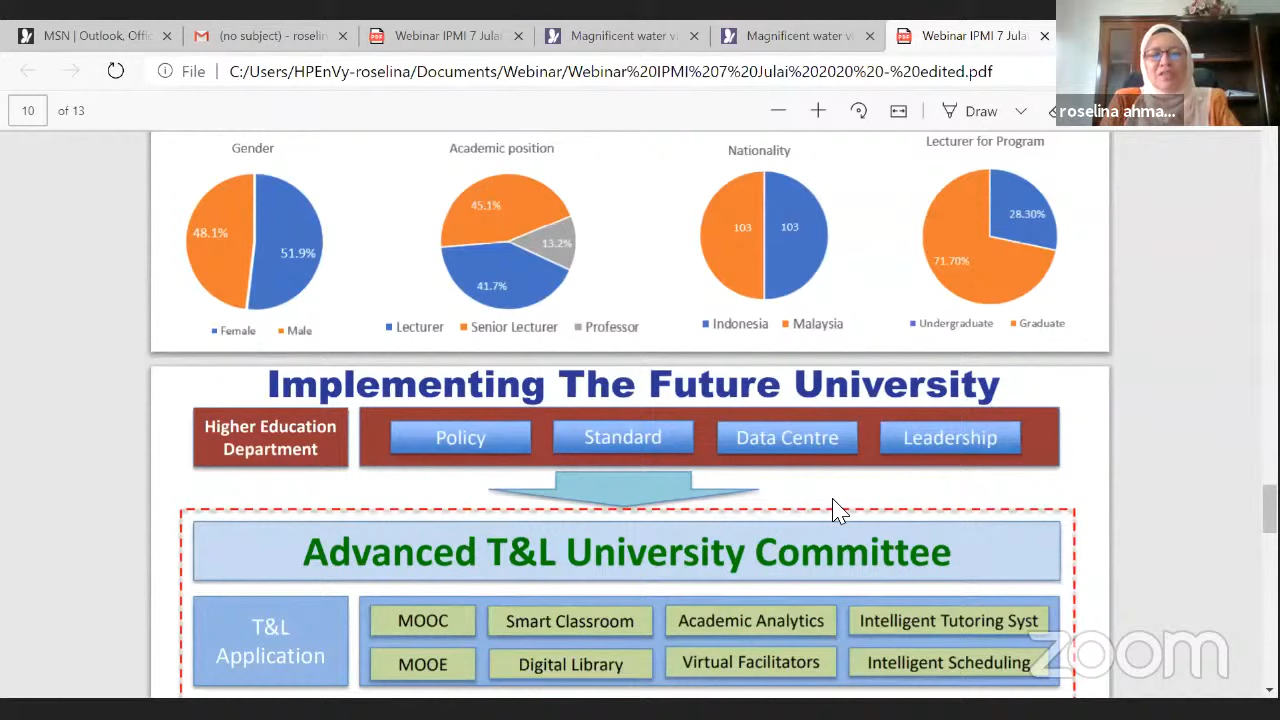 MSN | Outlook, Offic
(no subject) - roselin
Webinar IPMI 7 Julai
Magnificent water vi
Magnificent water vi
Webinar IPMI 7 Julai
File C:/Users/HPEnVy-roselina/Documents/Webinar/Webinar%20IPMI%207%20Julai%202020%20-%20edited.pdf
10 of 13 Draw
roselina ahma...
Gender Academic position Nationality Lecturer for Program
48.1% 51.9%
45.1% 13.2% 41.7%
103 103
28.30% 71.70%
Female Male
Lecturer Senior Lecturer Professor
Indonesia Malaysia
Undergraduate Graduate
Implementing The Future University
Higher Education
Department
Policy Standard Data Centre Leadership
Advanced T&L University Committee
T&L
Application
MOOC Smart Classroom Academic Analytics Intelligent Tutoring Syst
MOOE Digital Library Virtual Facilitators Intelligent Scheduling
zoom